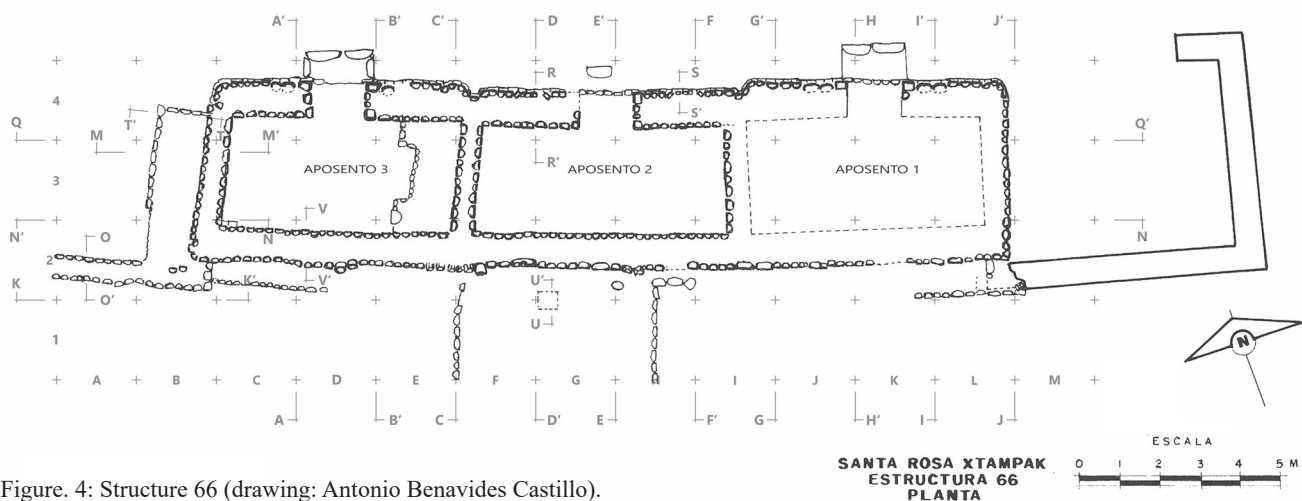 A' B' C' D E' F G' H I' J'
R S
4
S'
Q T' T Q'
M M'
R'
APOSENTO 3 APOSENTO 2 APOSENTO 1
3
V
N' O N N
2
K K' V' U'
O'
U
N
1
A B C D E F G H I J K L M
A B' C D' E F' G H' I J
ESCALA
SANTA ROSA XTAMPAK 0 1 2 3 4 5 M.
ESTRUCTURA 66
PLANTA
Figure. 4: Structure 66 (drawing: Antonio Benavides Castillo).